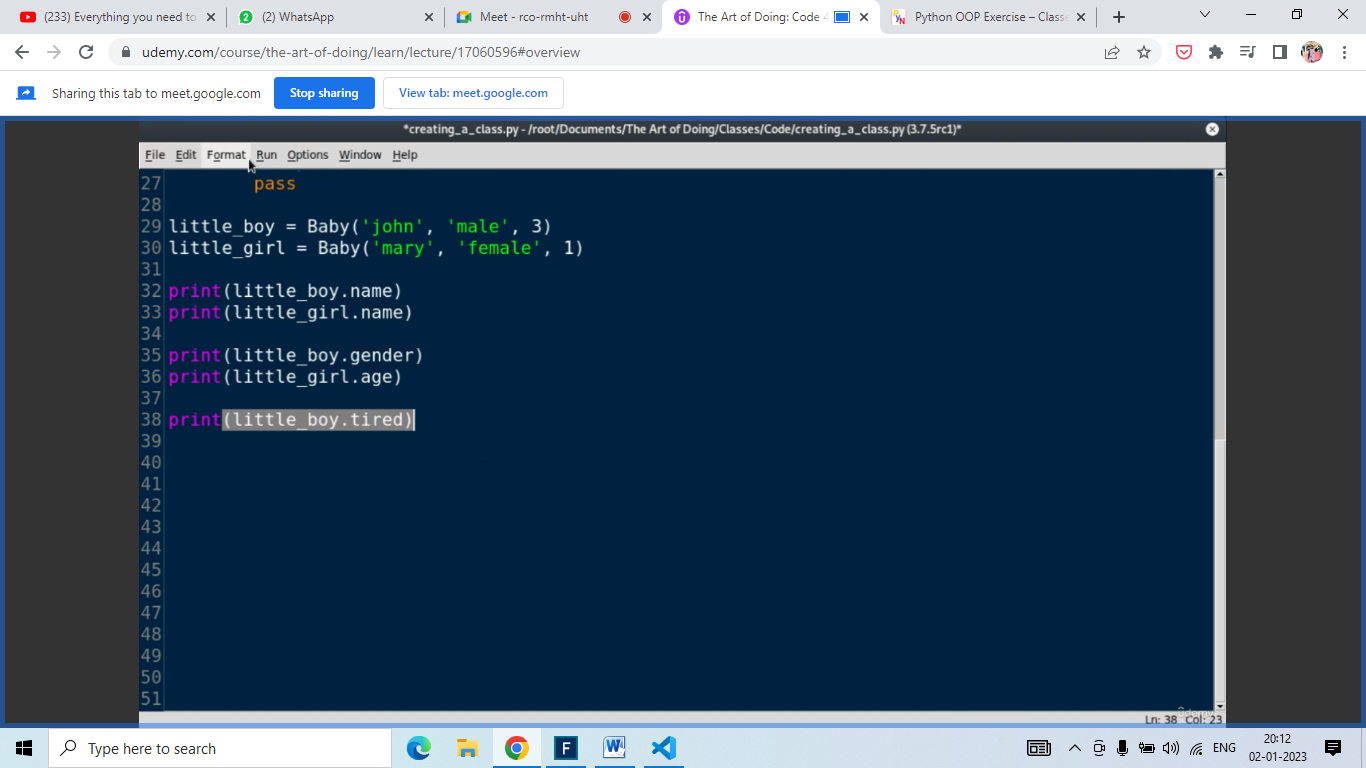 (233) Everything you need to
(2) WhatsApp
Meet - rco-rmht-uht
The Art of Doing: Code
Python OOP Exercise – Class
udemy.com/course/the-art-of-doing/learn/lecture/17060596#overview
Sharing this tab to meet.google.com
Stop sharing
View tab: meet.google.com
*creating_a_class.py - /root/Documents/The Art of Doing/Classes/Code/creating_a_class.py (3.7.5rc1)*
File Edit Format Run Options Window Help
27 pass
28
29 little_boy = Baby('john', 'male', 3)
30 little_girl = Baby('mary', 'female', 1)
31
32 print(little_boy.name)
33 print(little_girl.name)
34
35 print(little_boy.gender)
36 print(little_girl.age)
37
38 print(little_boy.tired)
39
40
41
42
43
44
45
46
47
48
49
50
51
Ln: 38 Col: 23
Type here to search
ENG
20:12
02-01-2023